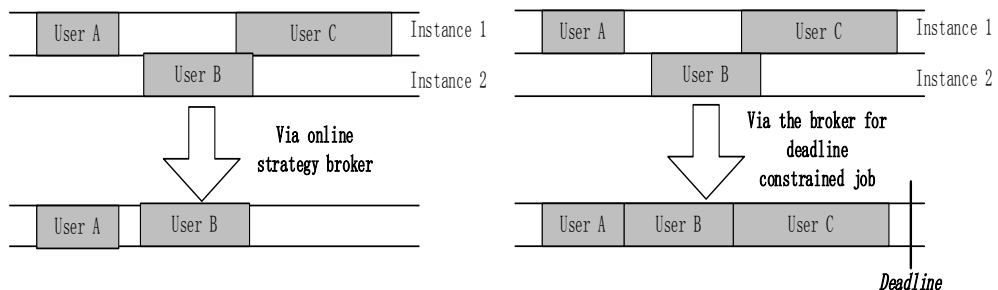 User A
User C
Instance 1
User B
Instance 2
Via online
strategy broker
User A
User B
User A
User C
Instance 1
User B
Instance 2
Via the broker for
deadline
constrained job
User A
User B
User C
Deadline